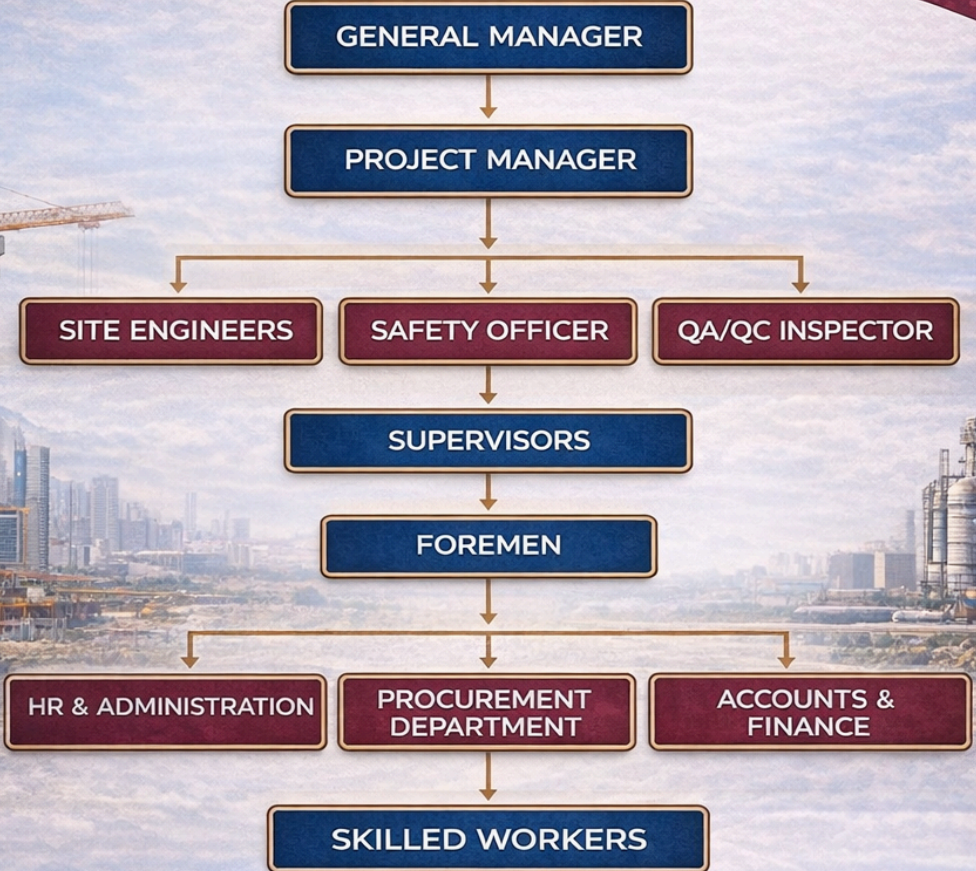 GENERAL MANAGER
PROJECT MANAGER
SITE ENGINEERS
SAFETY OFFICER
QA/QC INSPECTOR
SUPERVISORS
FOREMEN
HR & ADMINISTRATION
PROCUREMENT
DEPARTMENT
ACCOUNTS &
FINANCE
SKILLED WORKERS